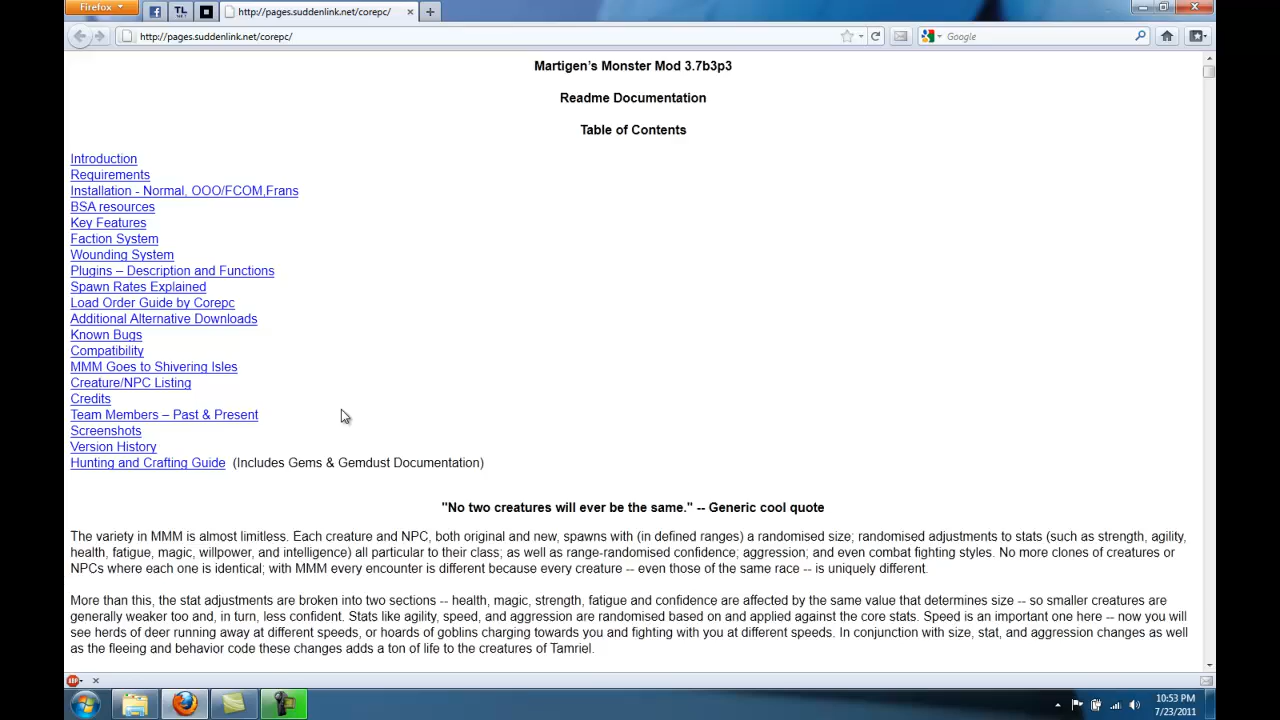 Firefox
http://pages.suddenlink.net/corepc/
http://pages.suddenlink.net/corepc/
Google
Martigen's Monster Mod 3.7b3p3
Readme Documentation
Table of Contents
Introduction
Requirements
Installation - Normal, OOO/FCOM,Frans
BSA resources
Key Features
Faction System
Wounding System
Plugins – Description and Functions
Spawn Rates Explained
Load Order Guide by Corepc
Additional Alternative Downloads
Known Bugs
Compatibility
MMM Goes to Shivering Isles
Creature/NPC Listing
Credits
Team Members – Past & Present
Screenshots
Version History
Hunting and Crafting Guide (Includes Gems & Gemdust Documentation)
"No two creatures will ever be the same." -- Generic cool quote
The variety in MMM is almost limitless. Each creature and NPC, both original and new, spawns with (in defined ranges) a randomised size; randomised adjustments to stats (such as strength, agility,
health, fatigue, magic, willpower, and intelligence) all particular to their class; as well as range-randomised confidence; aggression; and even combat fighting styles. No more clones of creatures or
NPCs where each one is identical; with MMM every encounter is different because every creature -- even those of the same race -- is uniquely different.
More than this, the stat adjustments are broken into two sections -- health, magic, strength, fatigue and confidence are affected by the same value that determines size -- so smaller creatures are
generally weaker too and, in turn, less confident. Stats like agility, speed, and aggression are randomised based on and applied against the core stats. Speed is an important one here -- now you will
see herds of deer running away at different speeds, or hoards of goblins charging towards you and fighting with you at different speeds. In conjunction with size, stat, and aggression changes as well
as the fleeing and behavior code these changes adds a ton of life to the creatures of Tamriel.
10:53 PM
7/23/2011